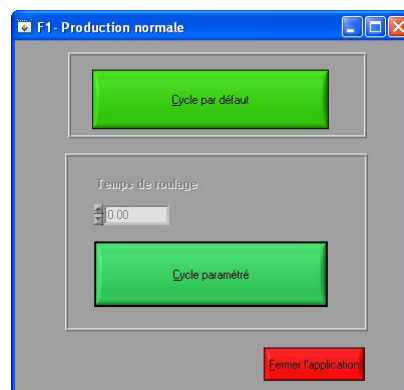 F1- Production normale
Cycle par défaut
Temps de roulage
0.00
Cycle paramétré
Fermer l'application